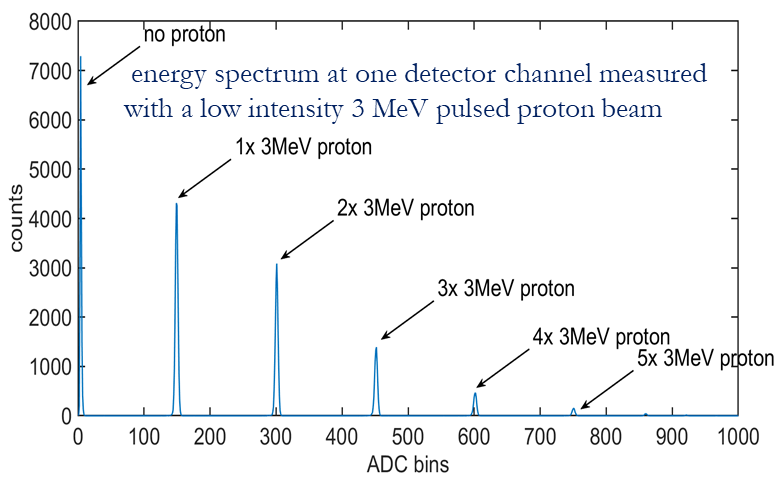 8000
7000
6000
5000
4000
3000
2000
1000
0
counts
no proton
energy spectrum at one detector channel measured
with a low intensity 3 MeV pulsed proton beam
1x 3MeV proton
2x 3MeV proton
3x 3MeV proton
4x 3MeV proton
5x 3MeV proton
0 100 200 300 400 500 600 700 800 900 1000
ADC bins